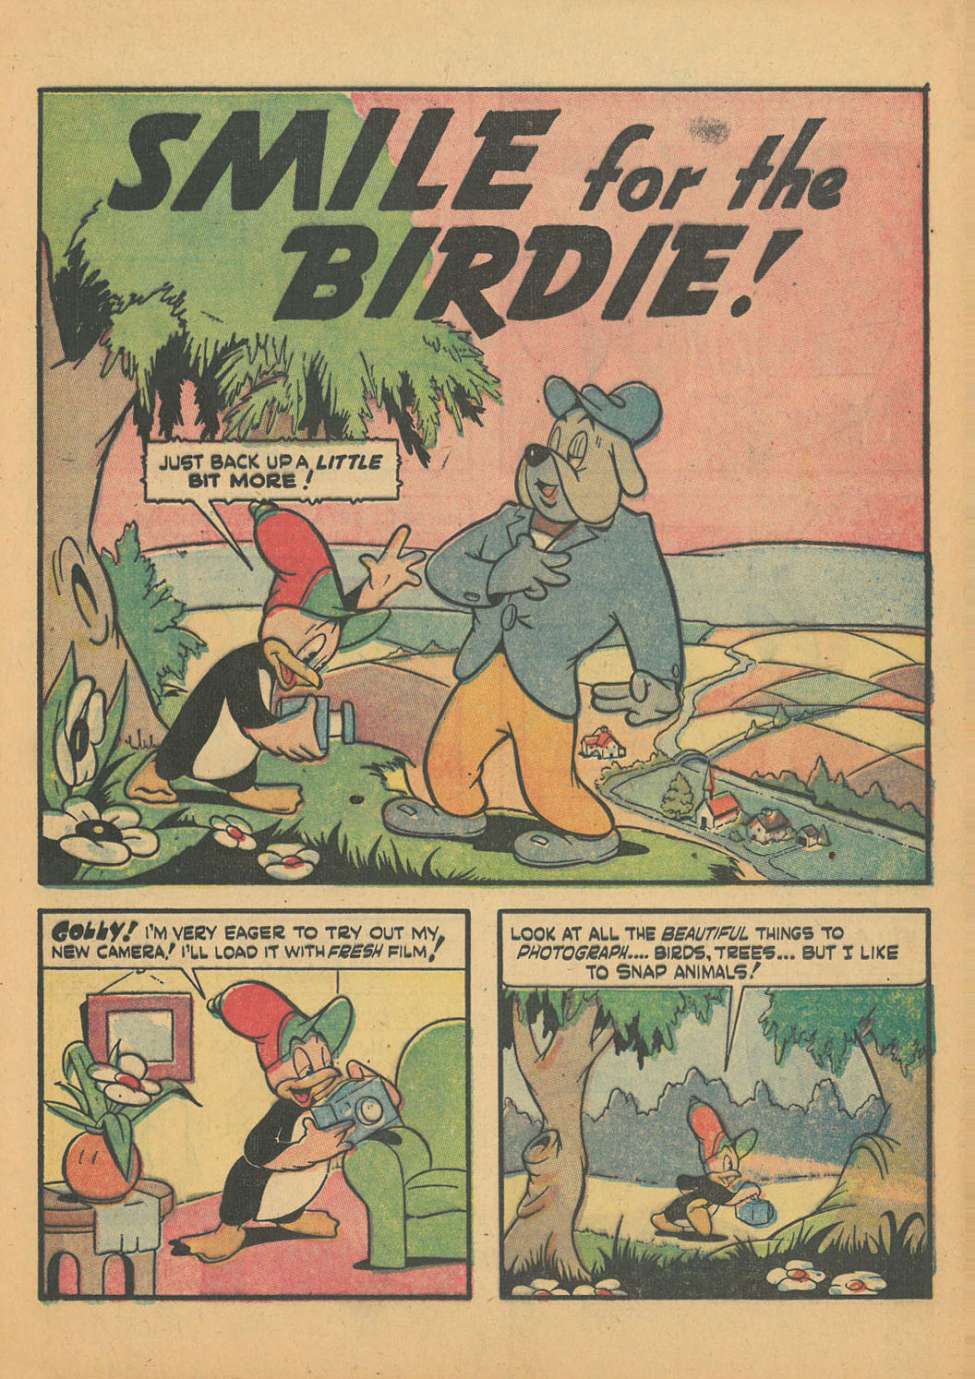 SMILE for the
BIRDIE!
JUST BACK UP A LITTLE
BIT MORE!
GOLLY! I'M VERY EAGER TO TRY OUT MY
NEW CAMERA! I'LL LOAD IT WITH FRESH FILM!
LOOK AT ALL THE BEAUTIFUL THINGS TO
PHOTOGRAPH.... BIRDS, TREES... BUT I LIKE
TO SNAP ANIMALS!